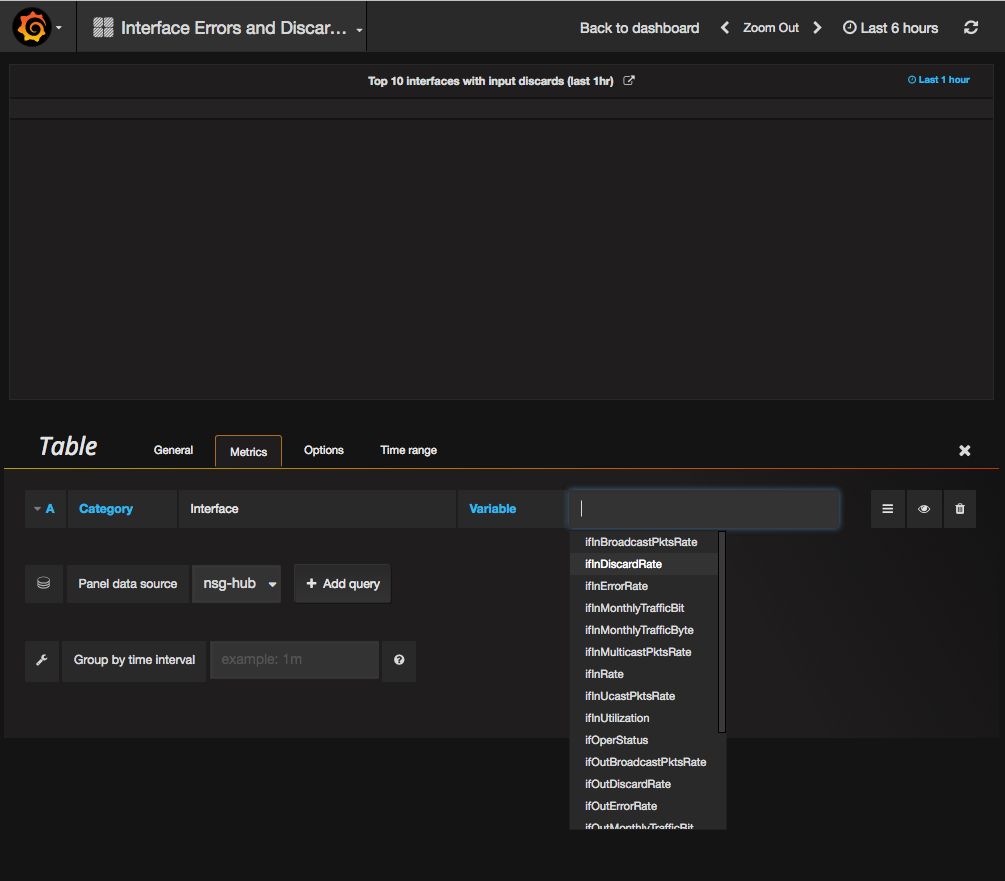 Interface Errors and Discar... Back to dashboard Zoom Out Last 6 hours
Top 10 interfaces with input discards (last 1hr) Last 1 hour
Table General Metrics Options Time range
A Category Interface Variable
ifInBroadcastPktsRate
ifInDiscardRate
ifInErrorRate
ifInMonthlyTrafficBit
ifInMonthlyTrafficByte
ifInMulticastPktsRate
ifInRate
ifInUcastPktsRate
ifInUtilization
ifOperStatus
ifOutBroadcastPktsRate
ifOutDiscardRate
ifOutErrorRate
ifOutMonthlyTrafficBit
Panel data source nsg-hub + Add query
Group by time interval example: 1m ?